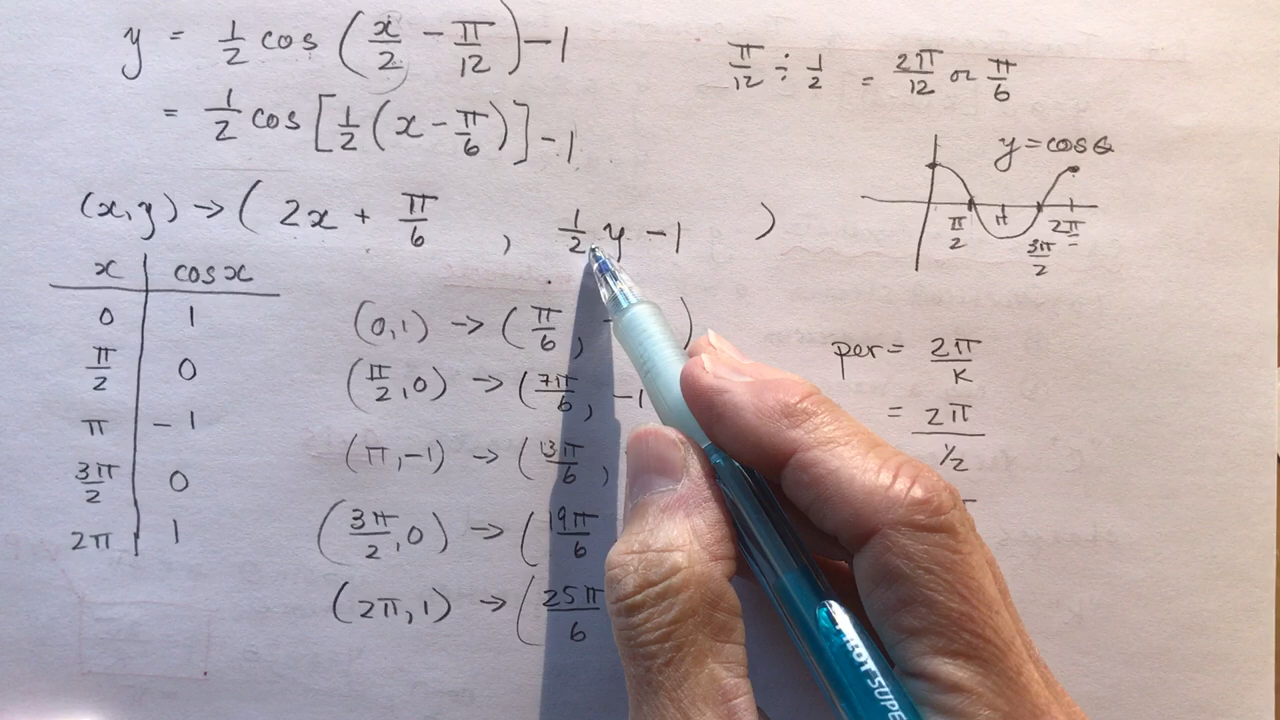 y = 1/2 cos (x/2 - π/12) - 1
= 1/2 cos [1/2 (x - π/6)] - 1
(x, y) → ( 2x + π/6 , 1/2 y - 1 )
x | cos x
0 | 1
π/2 | 0
π | -1
3π/2 | 0
2π | 1
(0, 1) → ( π/6 , )
(π/2, 0) → ( 7π/6 , -1
(π, -1) → ( 13π/6 ,
(3π/2, 0) → ( 19π/6
(2π, 1) → ( 25π/6
π/12 ÷ 1/2 = 2π/12 or π/6
y = cos θ
π/2 π 3π/2 2π
per = 2π/K
= 2π/1/2
PILOT